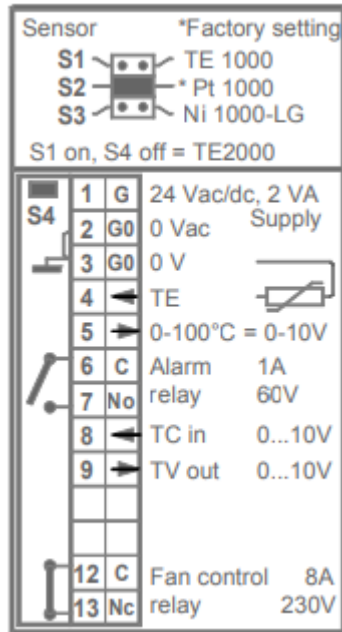 Sensor *Factory setting
S1 TE 1000
S2 * Pt 1000
S3 Ni 1000-LG
S1 on, S4 off = TE2000
S4
1 G 24 Vac/dc, 2 VA
2 G0 0 Vac Supply
3 G0 0 V
4 TE
5 0-100°C = 0-10V
6 C Alarm 1A
7 No relay 60V
8 TC in 0...10V
9 TV out 0...10V
12 C Fan control 8A
13 Nc relay 230V